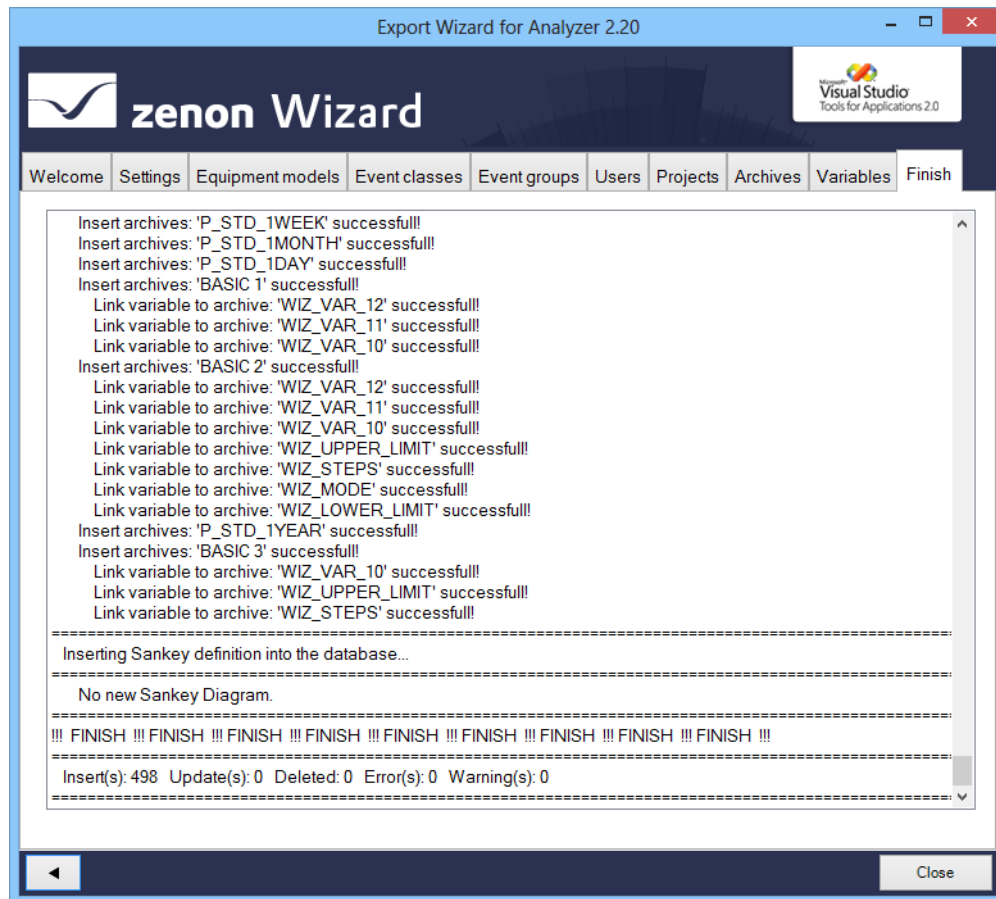 Export Wizard for Analyzer 2.20
Microsoft
Visual Studio
Tools for Applications 2.0
zenon Wizard
Welcome Settings Equipment models Event classes Event groups Users Projects Archives Variables Finish
Insert archives: 'P_STD_1WEEK' successfull!
Insert archives: 'P_STD_1MONTH' successfull!
Insert archives: 'P_STD_1DAY' successfull!
Insert archives: 'BASIC 1' successfull!
Link variable to archive: 'WIZ_VAR_12' successfull!
Link variable to archive: 'WIZ_VAR_11' successfull!
Link variable to archive: 'WIZ_VAR_10' successfull!
Insert archives: 'BASIC 2' successfull!
Link variable to archive: 'WIZ_VAR_12' successfull!
Link variable to archive: 'WIZ_VAR_11' successfull!
Link variable to archive: 'WIZ_VAR_10' successfull!
Link variable to archive: 'WIZ_UPPER_LIMIT' successfull!
Link variable to archive: 'WIZ_STEPS' successfull!
Link variable to archive: 'WIZ_MODE' successfull!
Link variable to archive: 'WIZ_LOWER_LIMIT' successfull!
Insert archives: 'P_STD_1YEAR' successfull!
Insert archives: 'BASIC 3' successfull!
Link variable to archive: 'WIZ_VAR_10' successfull!
Link variable to archive: 'WIZ_UPPER_LIMIT' successfull!
Link variable to archive: 'WIZ_STEPS' successfull!
Inserting Sankey definition into the database...
No new Sankey Diagram.
!!! FINISH !!! FINISH !!! FINISH !!! FINISH !!! FINISH !!! FINISH !!! FINISH !!! FINISH !!! FINISH !!!
Insert(s): 498 Update(s): 0 Deleted: 0 Error(s): 0 Warning(s): 0
Close